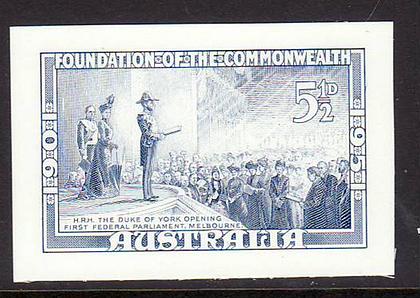 FOUNDATION·OF·THE·COMMONWEALTH
5½D
1901
1951
H.R.H. THE DUKE OF YORK OPENING
FIRST FEDERAL PARLIAMENT, MELBOURNE.
AUSTRALIA